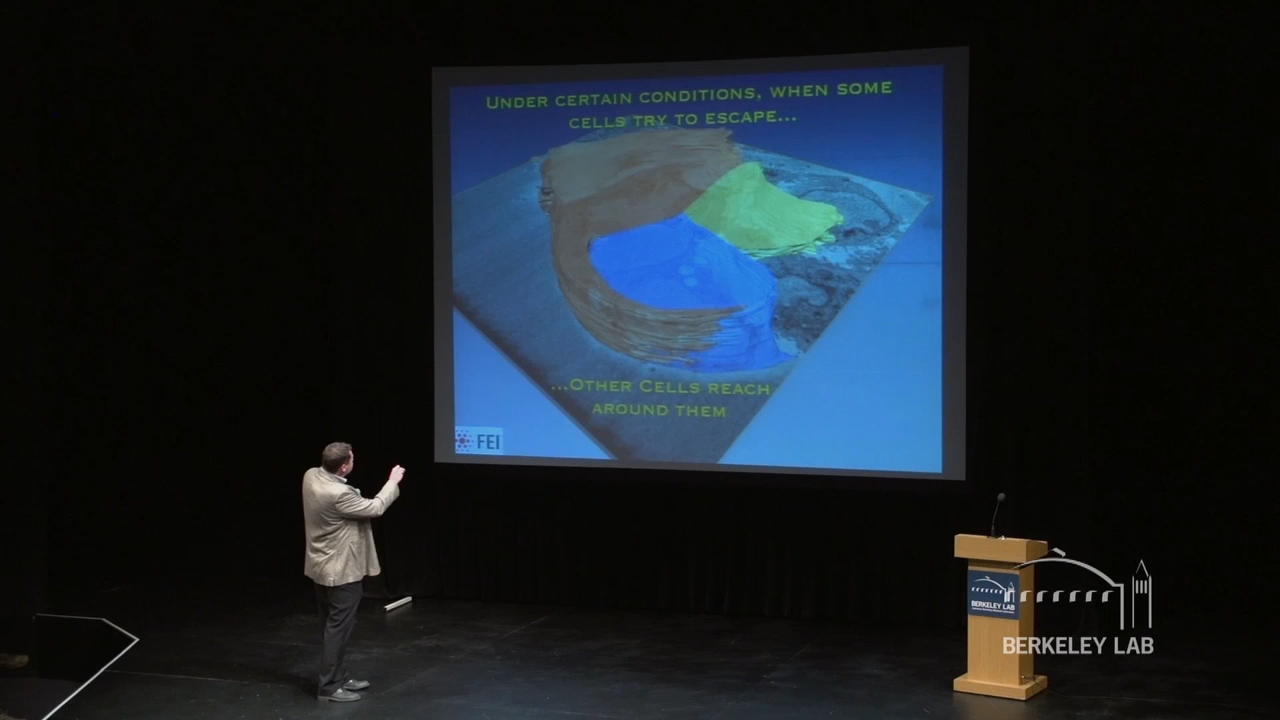 UNDER CERTAIN CONDITIONS, WHEN SOME
CELLS TRY TO ESCAPE...
...OTHER CELLS REACH
AROUND THEM
FEI
BERKELEY LAB
BERKELEY LAB